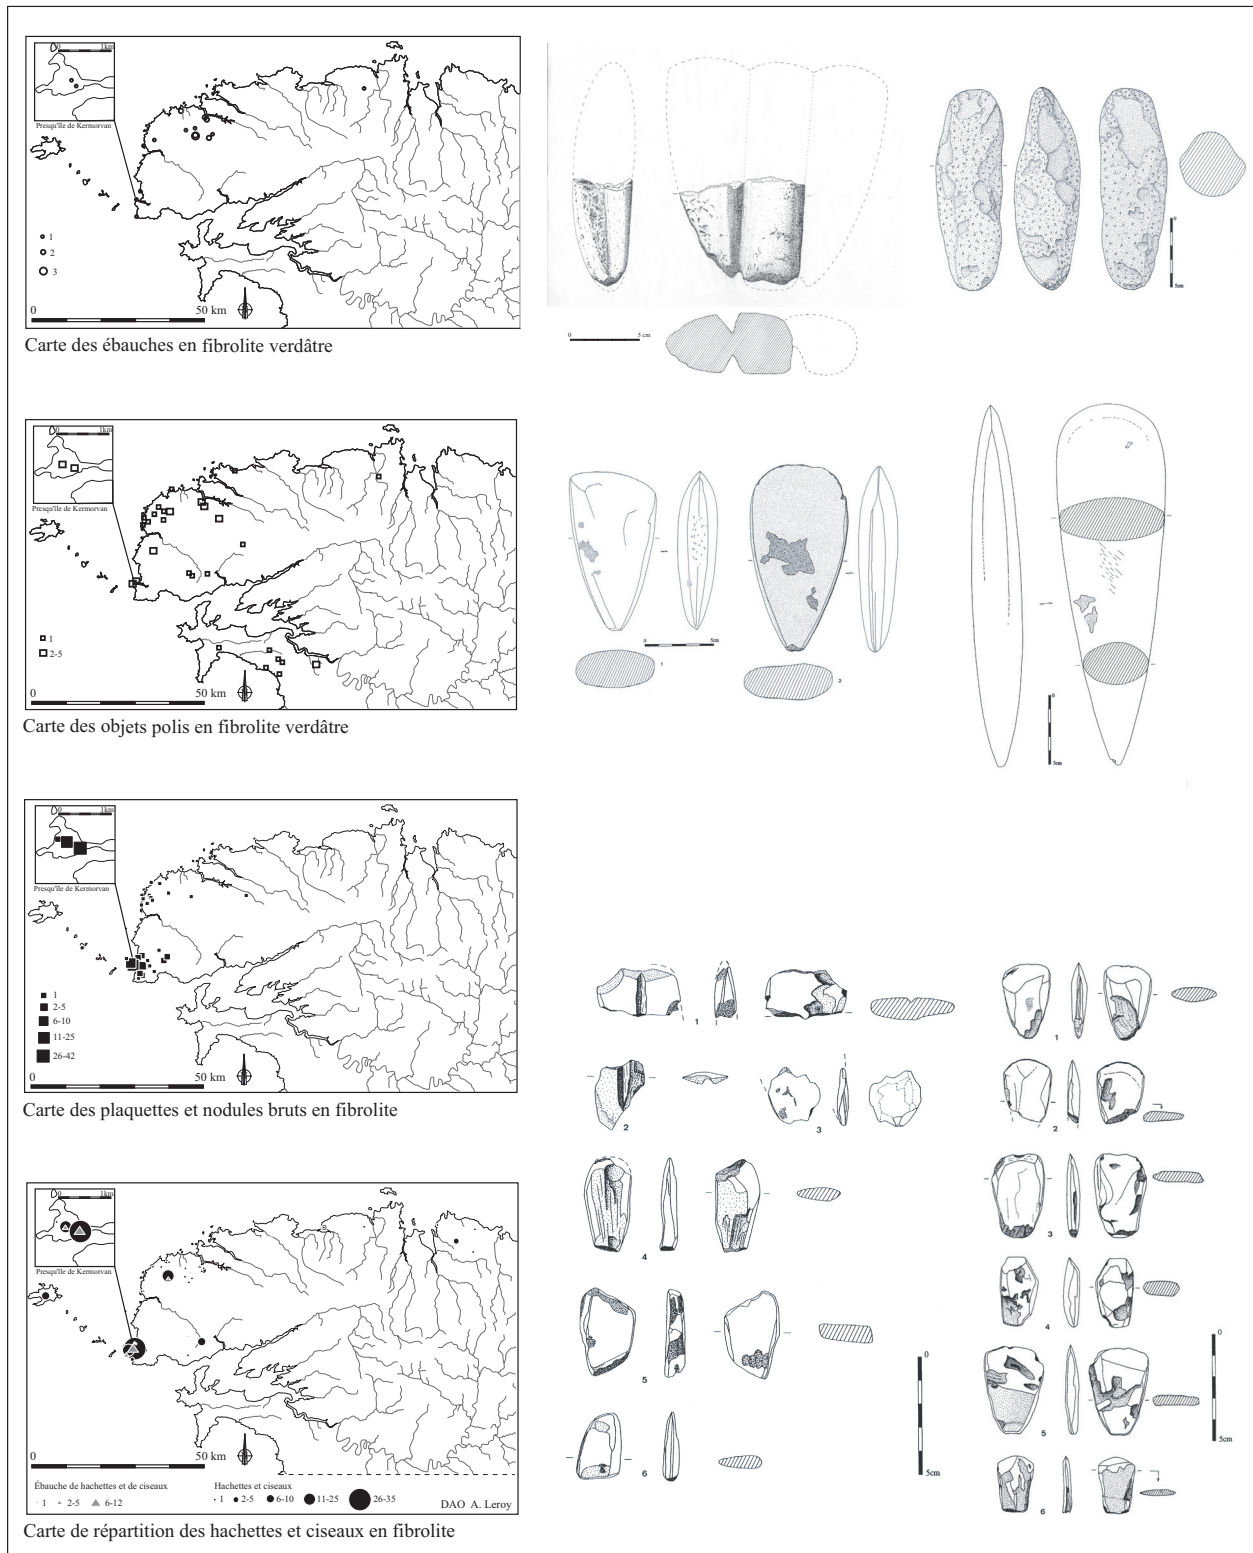 0 1km
Presqu'île de Kermorvan
1
2
3
0 50 km
Carte des ébauches en fibrolite verdâtre
0 5 cm
0
5cm
0 1km
Presqu'île de Kermorvan
1
2-5
0 50 km
Carte des objets polis en fibrolite verdâtre
0 5cm
1
2
0
5cm
0 1km
Presqu'île de Kermorvan
1
2-5
6-10
11-25
26-42
0 50 km
Carte des plaquettes et nodules bruts en fibrolite
0 1km
Presqu'île de Kermorvan
0 50 km
Ébauche de hachettes et de ciseaux
1 2-5 6-12
Hachettes et ciseaux
1 2-5 6-10 11-25 26-35
DAO A. Leroy
Carte de répartition des hachettes et ciseaux en fibrolite
1
2
3
4
5
6
0
5cm
1
2
3
4
5
6
0
5cm